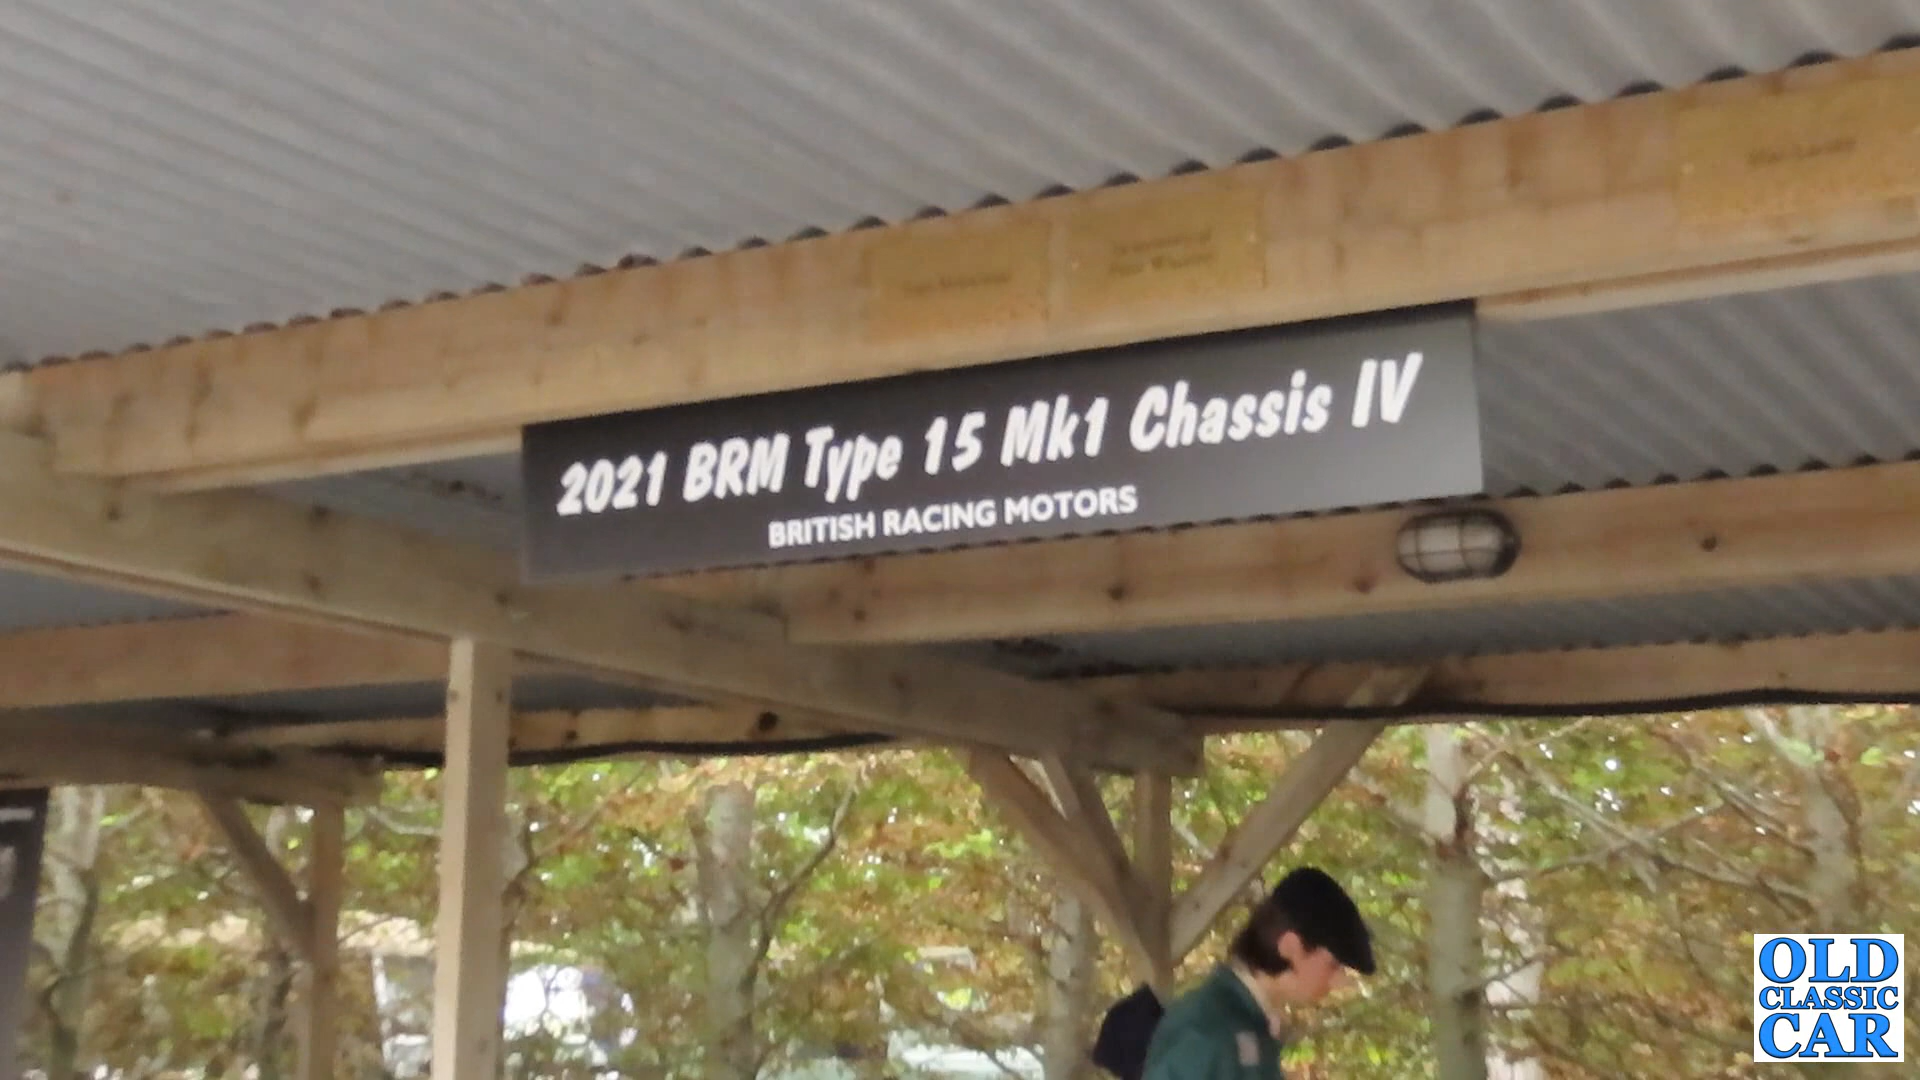 2021 BRM Type 15 Mk1 Chassis IV
BRITISH RACING MOTORS
OLD
CLASSIC
CAR